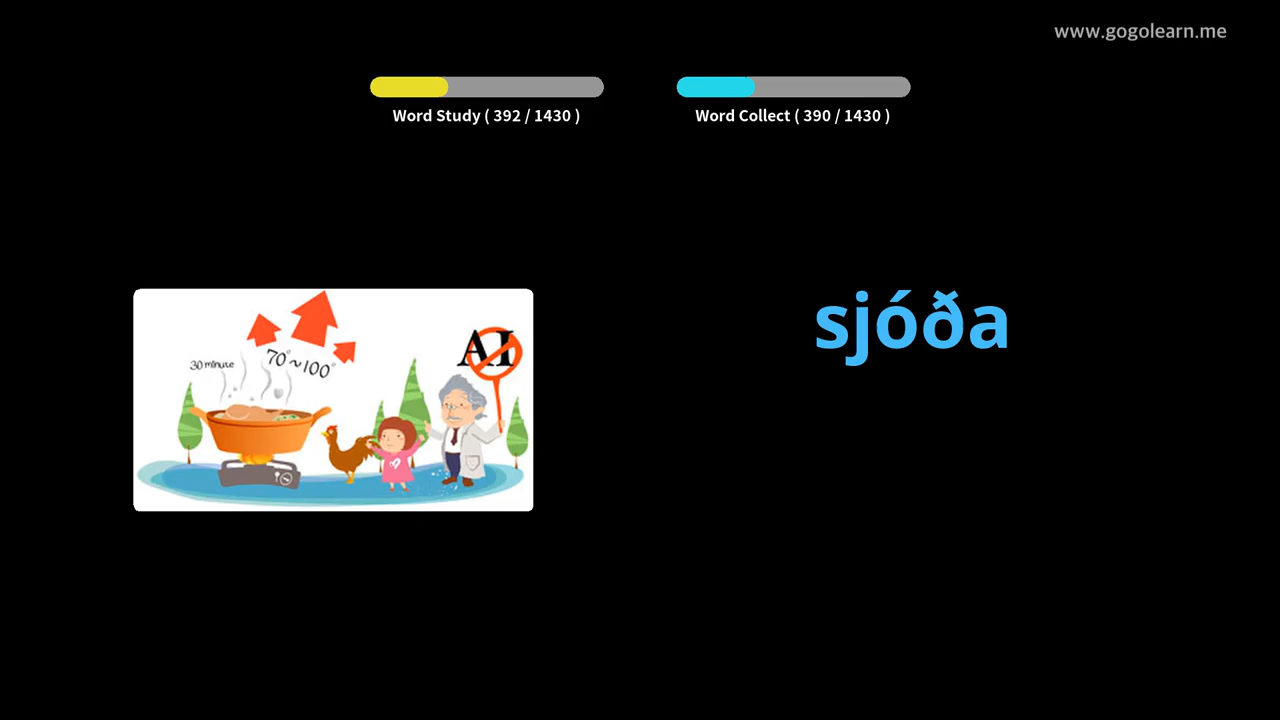 www.gogolearn.me
Word Study ( 392 / 1430 )
Word Collect ( 390 / 1430 )
sjóða
30 minute
70°~100°
AI